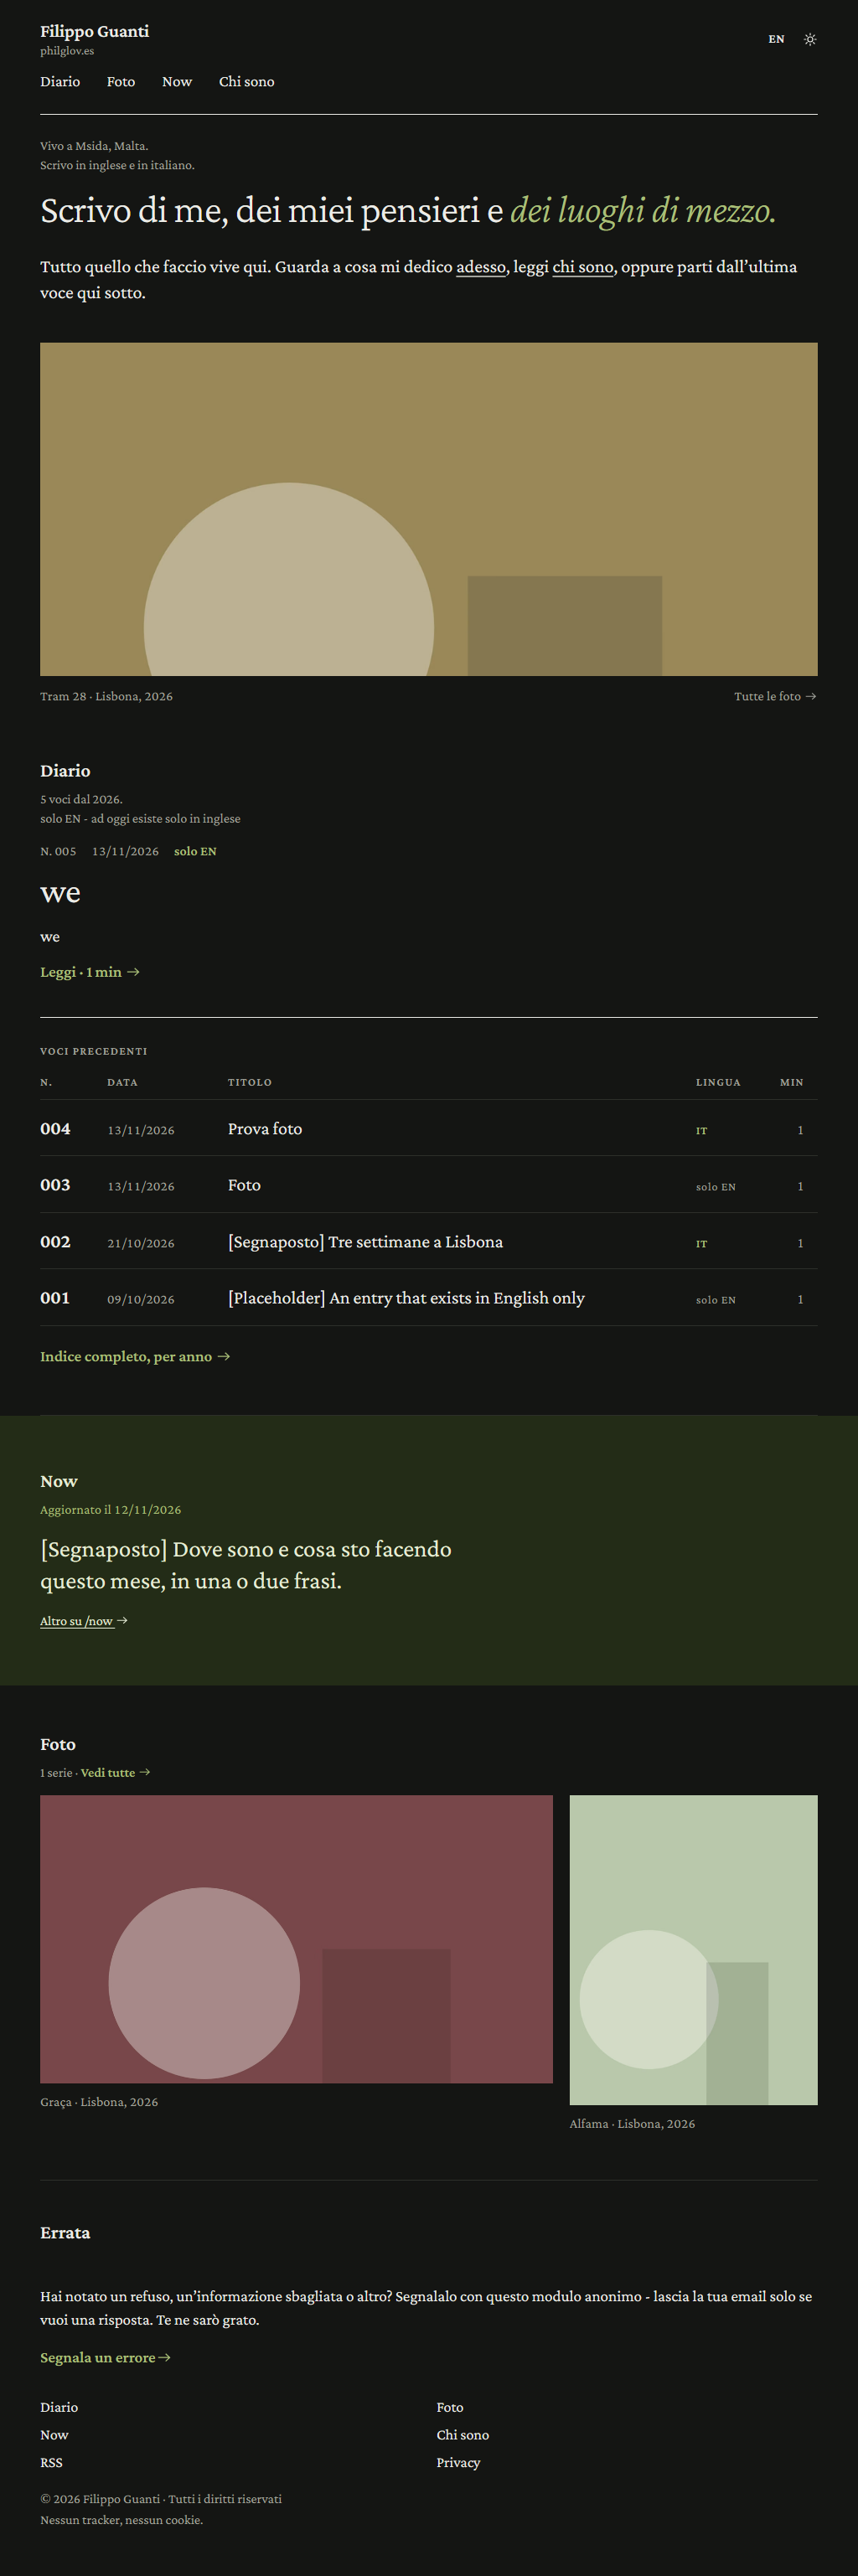 Filippo Guanti
philglov.es
EN
Diario Foto Now Chi sono
Vivo a Msida, Malta.
Scrivo in inglese e in italiano.
Scrivo di me, dei miei pensieri e dei luoghi di mezzo.
Tutto quello che faccio vive qui. Guarda a cosa mi dedico adesso, leggi chi sono, oppure parti dall’ultima
voce qui sotto.
Tram 28 · Lisbona, 2026
Tutte le foto →
Diario
5 voci dal 2026.
solo EN - ad oggi esiste solo in inglese
N. 005 13/11/2026 solo EN
we
we
Leggi · 1 min →
VOCI PRECEDENTI
N. DATA TITOLO LINGUA MIN
004 13/11/2026 Prova foto IT 1
003 13/11/2026 Foto solo EN 1
002 21/10/2026 [Segnaposto] Tre settimane a Lisbona IT 1
001 09/10/2026 [Placeholder] An entry that exists in English only solo EN 1
Indice completo, per anno →
Now
Aggiornato il 12/11/2026
[Segnaposto] Dove sono e cosa sto facendo
questo mese, in una o due frasi.
Altro su /now →
Foto
1 serie · Vedi tutte →
Graça · Lisbona, 2026
Alfama · Lisbona, 2026
Errata
Hai notato un refuso, un’informazione sbagliata o altro? Segnalalo con questo modulo anonimo - lascia la tua email solo se
vuoi una risposta. Te ne sarò grato.
Segnala un errore →
Diario Foto
Now Chi sono
RSS Privacy
© 2026 Filippo Guanti · Tutti i diritti riservati
Nessun tracker, nessun cookie.